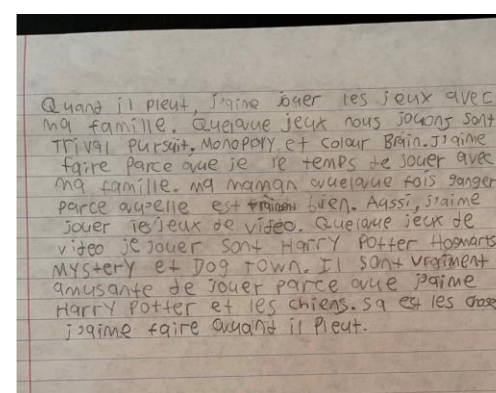 Quand il pleut, j'aime jouer les jeux avec
ma famille. Quelque jeux nous jouons sont
Trival pursuit, Monopoly et colour Brain. J'aime
faire parce que je le temps de jouer avec
ma famille. ma maman quelque fois ganger
parce qu'elle est bien. Aussi, j'aime
jouer les jeux de video. Quelque jeux de
video je jouer sont Harry Potter Hogwarts
Mystery et Dog Town. Il sont vraiment
amusante de jouer parce que j'aime
Harry Potter et les chiens. sa est les chose
j'aime faire quand il pleut.